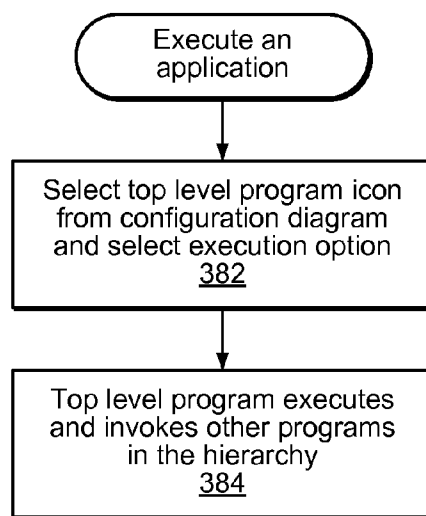 Execute an
application
Select top level program icon
from configuration diagram
and select execution option
382
Top level program executes
and invokes other programs
in the hierarchy
384